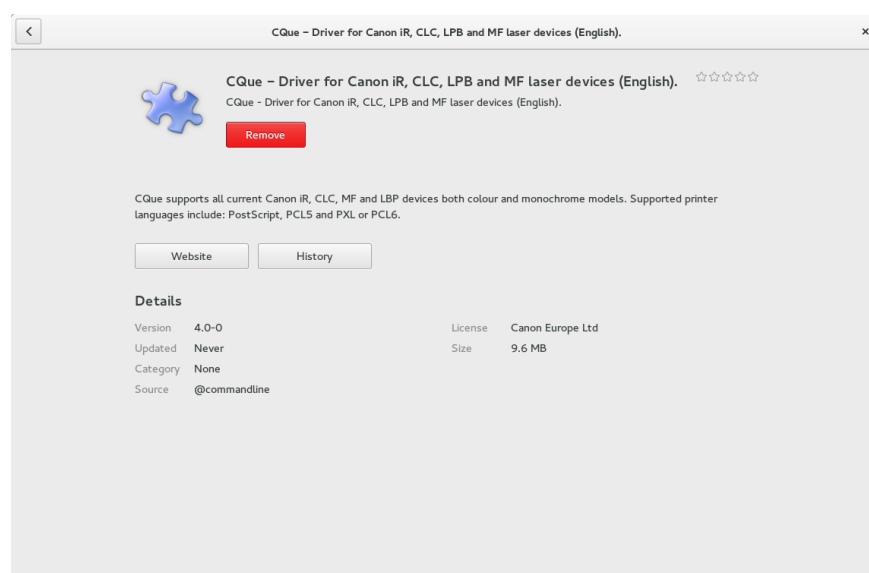 CQue – Driver for Canon iR, CLC, LPB and MF laser devices (English).
CQue – Driver for Canon iR, CLC, LPB and MF laser devices (English).
CQue - Driver for Canon iR, CLC, LPB and MF laser devices (English).
Remove
CQue supports all current Canon iR, CLC, MF and LBP devices both colour and monochrome models. Supported printer
languages include: PostScript, PCL5 and PXL or PCL6.
Website History
Details
Version 4.0-0 License Canon Europe Ltd
Updated Never Size 9.6 MB
Category None
Source @commandline